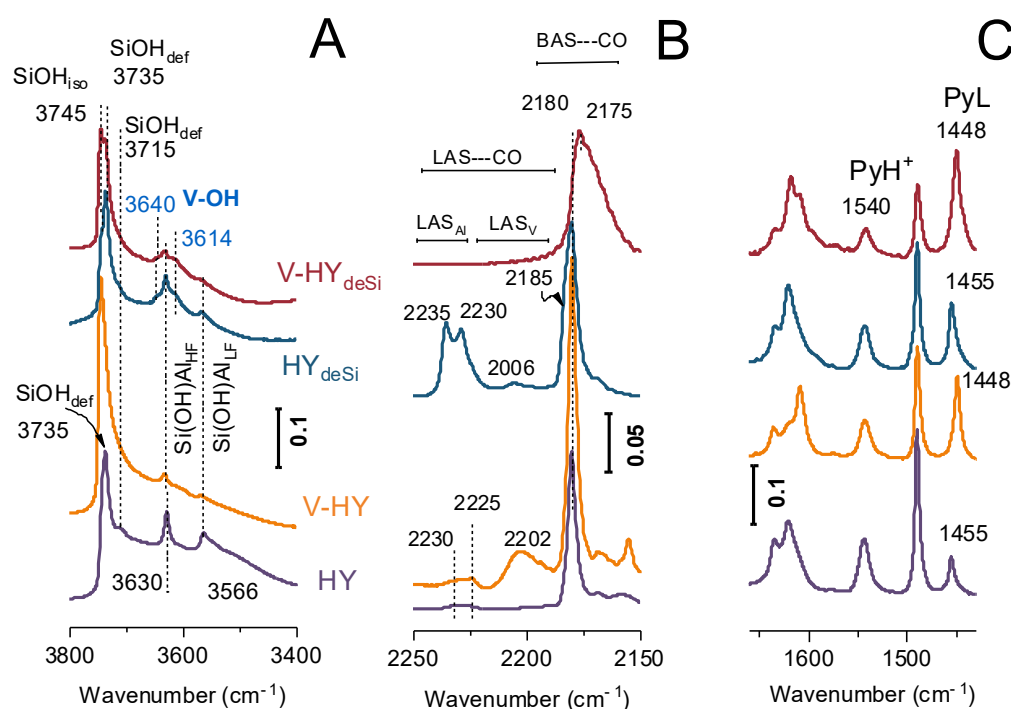 A
SiOH_def
3735
SiOH_iso
3745
SiOH_def
3715
3640 V-OH
3614
V-HY_deSi
HY_deSi
Si(OH)Al_HF
Si(OH)Al_LF
0.1
SiOH_def
3735
V-HY
HY
3630
3566
3800
3600
3400
Wavenumber (cm⁻¹)
B
BAS---CO
2180
2175
LAS---CO
LAS_Al
LAS_V
2185
2235
2230
2006
0.05
2225
2230
2202
2250
2200
2150
Wavenumber (cm⁻¹)
C
PyL
1448
PyH⁺
1540
1455
1448
0.1
1455
1600
1500
Wavenumber (cm⁻¹)